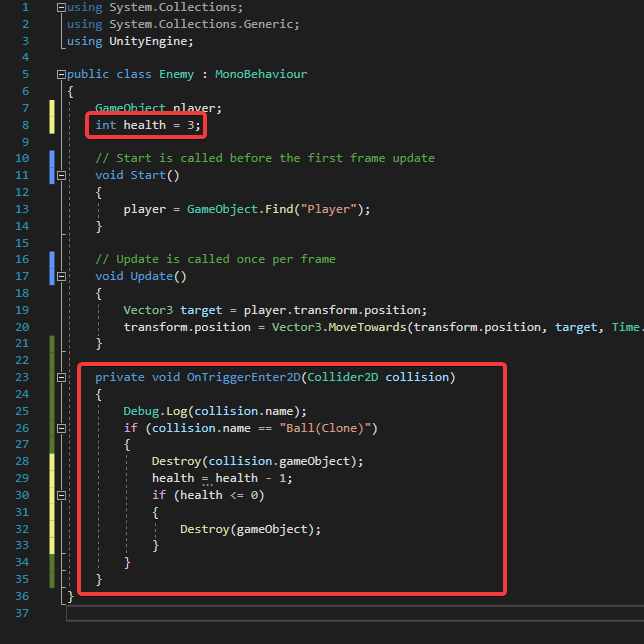 1 using System.Collections;
2 using System.Collections.Generic;
3 using UnityEngine;
4
5 public class Enemy : MonoBehaviour
6 {
7 GameObject player;
8 int health = 3;
9
10 // Start is called before the first frame update
11 void Start()
12 {
13 player = GameObject.Find("Player");
14 }
15
16 // Update is called once per frame
17 void Update()
18 {
19 Vector3 target = player.transform.position;
20 transform.position = Vector3.MoveTowards(transform.position, target, Time.
21 }
22
23 private void OnTriggerEnter2D(Collider2D collision)
24 {
25 Debug.Log(collision.name);
26 if (collision.name == "Ball(Clone)")
27 {
28 Destroy(collision.gameObject);
29 health = health - 1;
30 if (health <= 0)
31 {
32 Destroy(gameObject);
33 }
34 }
35 }
36 }
37